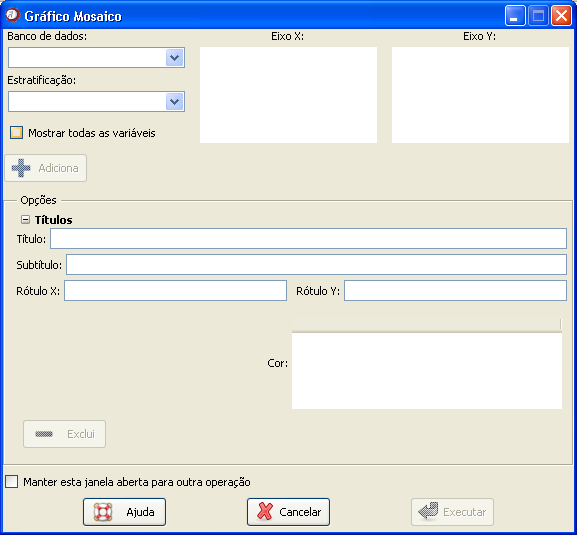 Gráfico Mosaico
Banco de dados:
Eixo X:
Eixo Y:
Estratificação:
Mostrar todas as variáveis
Adiciona
Opções
Títulos
Título:
Subtítulo:
Rótulo X:
Rótulo Y:
Cor:
Exclui
Manter esta janela aberta para outra operação
Ajuda
Cancelar
Executar